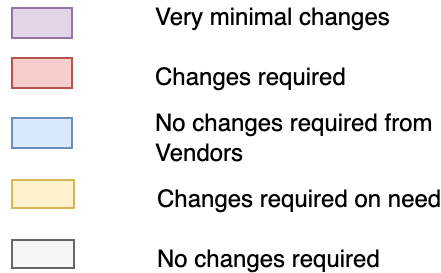 Very minimal changes
Changes required
No changes required from
Vendors
Changes required on need
No changes required